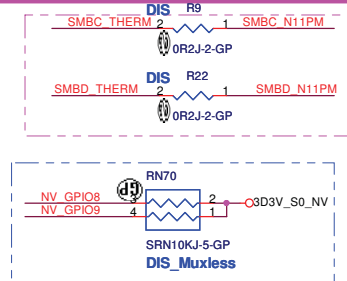 DIS R9
SMBC_THERM 2 1 SMBC_N11PM
0R2J-2-GP
DIS R22
SMBD_THERM 2 1 SMBD_N11PM
0R2J-2-GP
RN70
NV_GPIO8 3 2 3D3V_S0_NV
NV_GPIO9 4 1
SRN10KJ-5-GP
DIS_Muxless